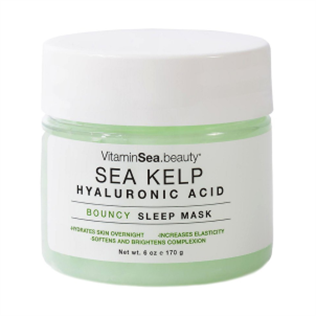 VitaminSea.beauty®
SEA KELP
HYALURONIC ACID
BOUNCY SLEEP MASK
•HYDRATES SKIN OVERNIGHT •INCREASES ELASTICITY
•SOFTENS AND BRIGHTENS COMPLEXION
Net. wt. 6 oz ℮ 170 g